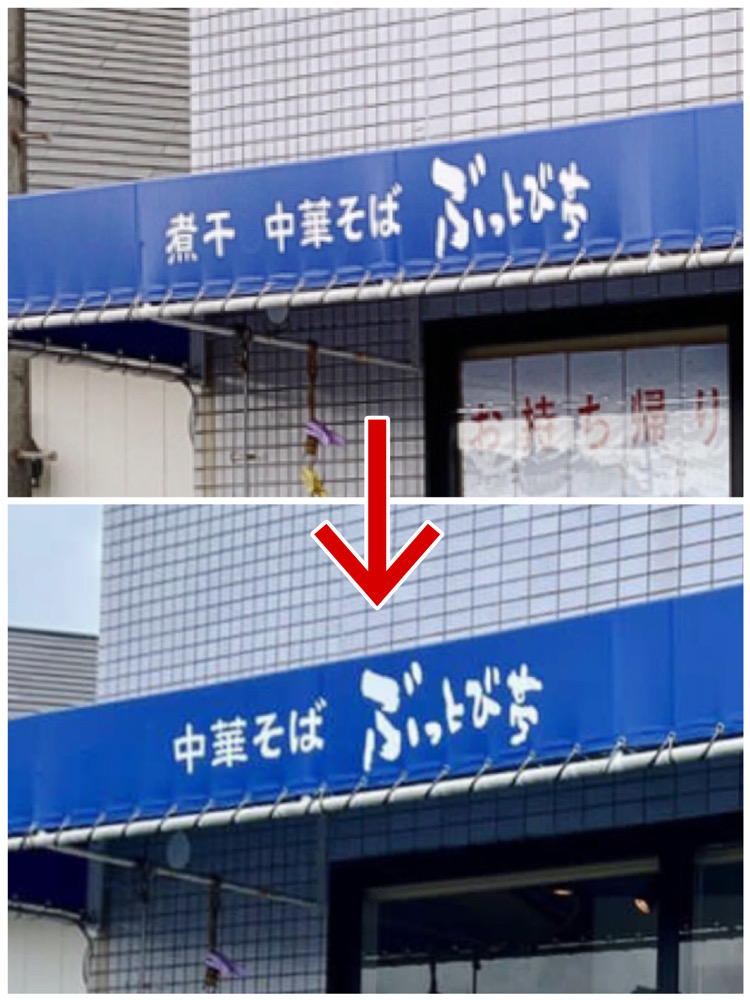 煮干 中華そば ぶっとび亭
お持ち帰り
中華そば ぶっとび亭